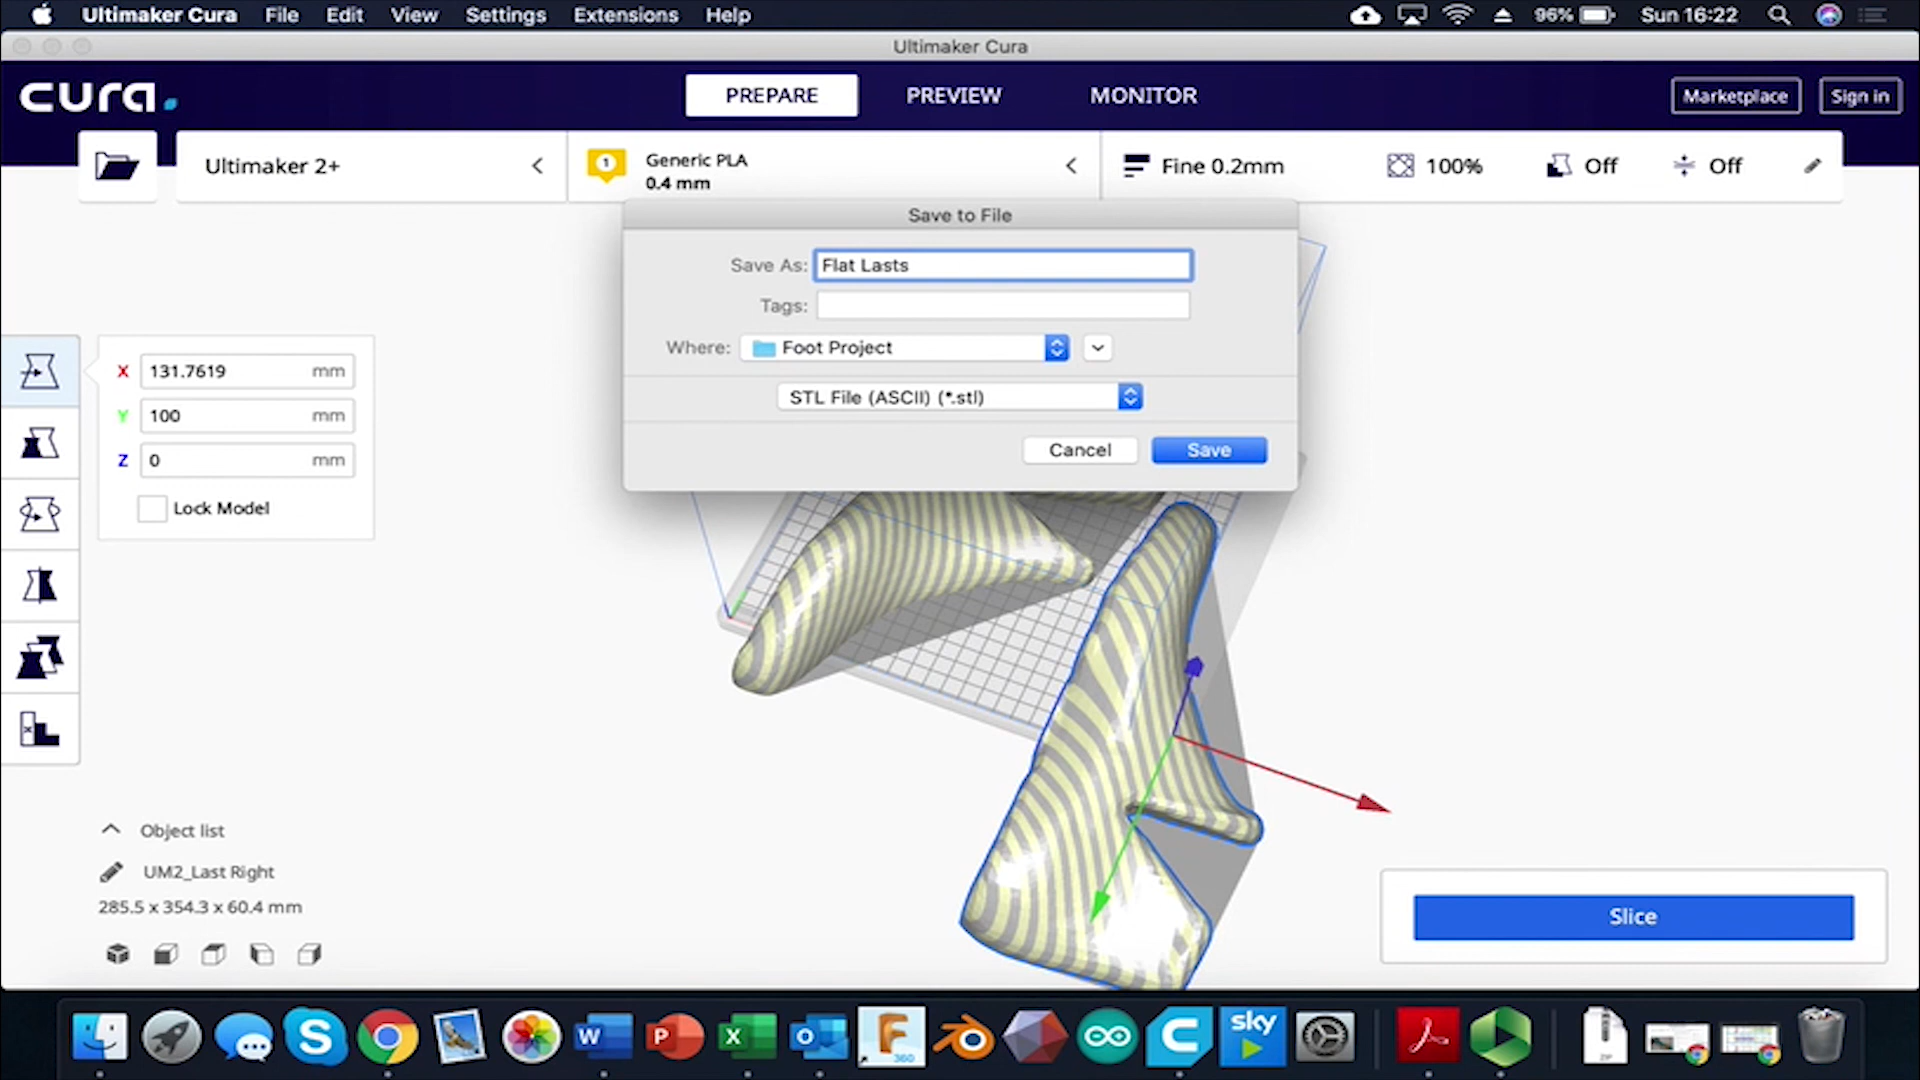 Ultimaker Cura File Edit View Settings Extensions Help 96% Sun 16:22
Ultimaker Cura
cura.
PREPARE PREVIEW MONITOR
Marketplace Sign in
Ultimaker 2+
1
Generic PLA
0.4 mm
Fine 0.2mm 100% Off Off
Save to File
Save As: Flat Lasts
Tags:
Where: Foot Project
STL File (ASCII) (*.stl)
Cancel Save
X 131.7619 mm
Y 100 mm
Z 0 mm
Lock Model
Object list
UM2_Last Right
285.5 x 354.3 x 60.4 mm
Slice
S
W
P
X
O
F
360
C
sky
ZIP